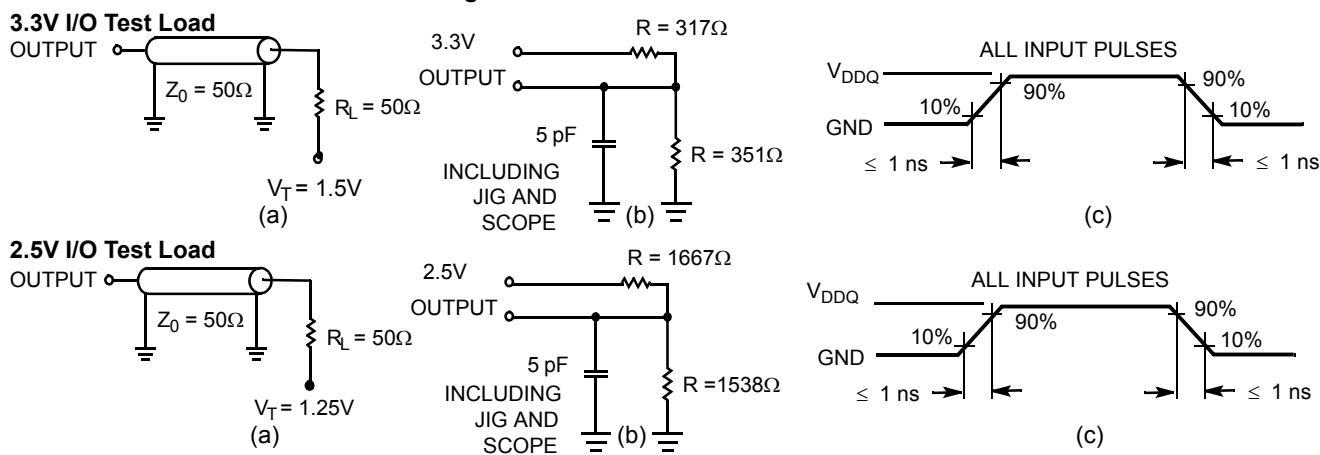 3.3V I/O Test Load
OUTPUT
Z0 = 50Ω
RL = 50Ω
VT = 1.5V
(a)
3.3V
OUTPUT
R = 317Ω
5 pF
INCLUDING
JIG AND
SCOPE
R = 351Ω
(b)
ALL INPUT PULSES
VDDQ
GND
10%
90%
90%
10%
≤ 1 ns
≤ 1 ns
(c)
2.5V I/O Test Load
OUTPUT
Z0 = 50Ω
RL = 50Ω
VT = 1.25V
(a)
2.5V
OUTPUT
R = 1667Ω
5 pF
INCLUDING
JIG AND
SCOPE
R =1538Ω
(b)
ALL INPUT PULSES
VDDQ
GND
10%
90%
90%
10%
≤ 1 ns
≤ 1 ns
(c)